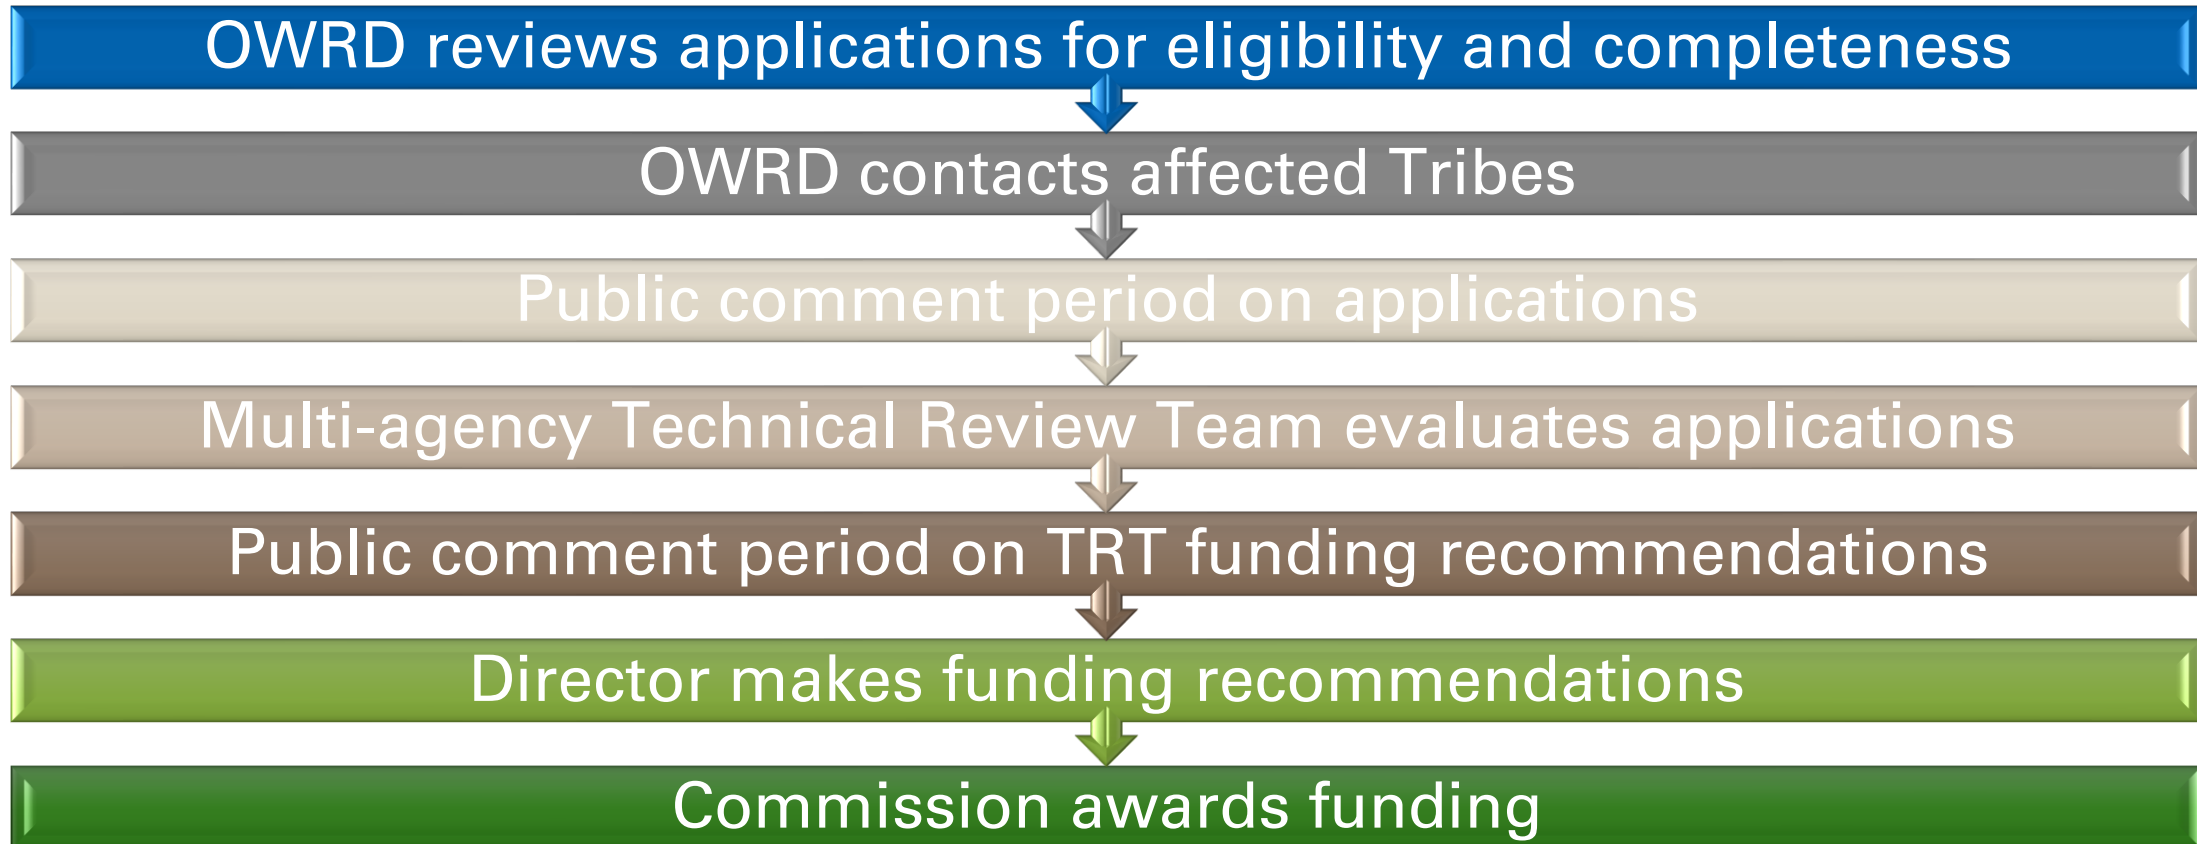 OWRD reviews applications for eligibility and completeness
OWRD contacts affected Tribes
Public comment period on applications
Multi-agency Technical Review Team evaluates applications
Public comment period on TRT funding recommendations
Director makes funding recommendations
Commission awards funding